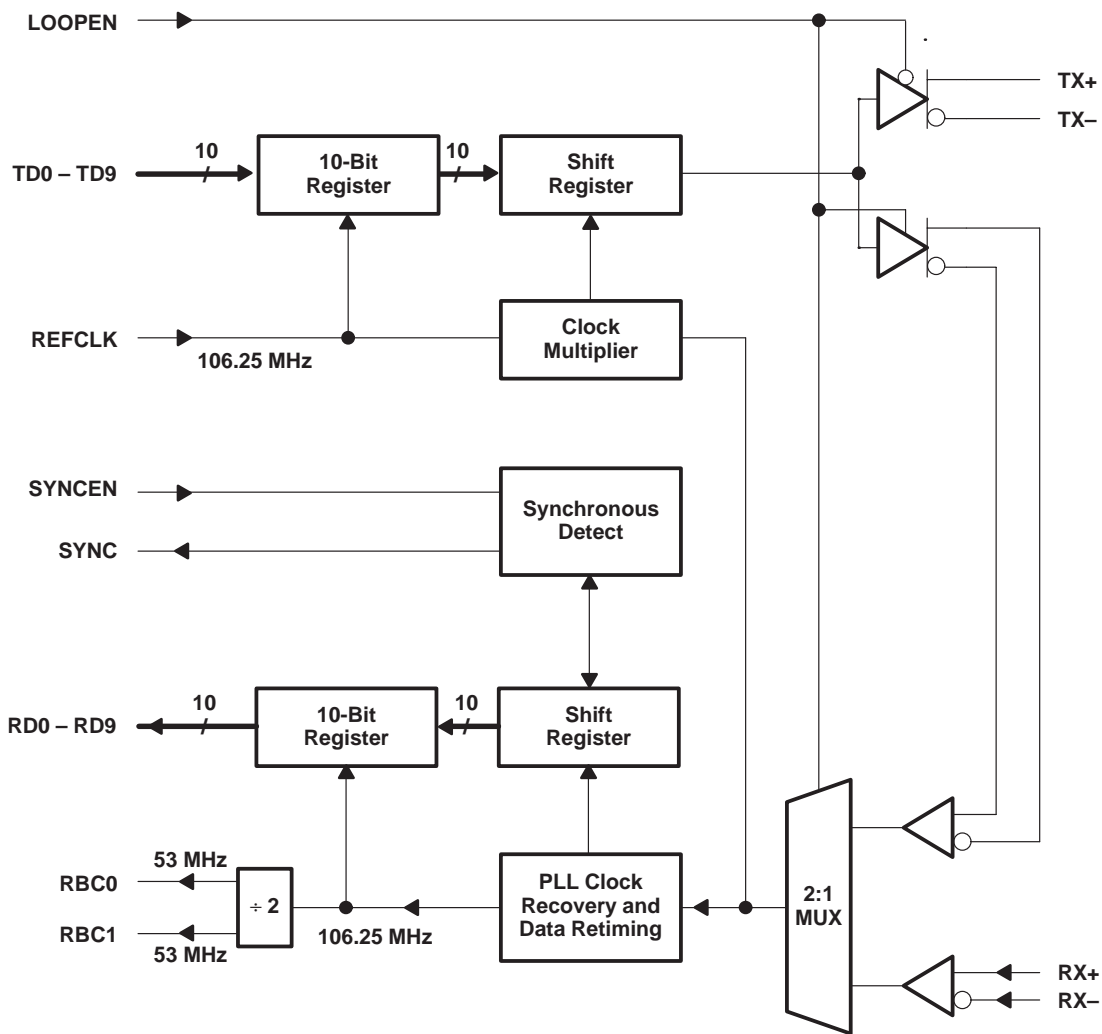 LOOPEN
TX+
TX–
TD0 – TD9
10
10-Bit
Register
10
Shift
Register
REFCLK
106.25 MHz
Clock
Multiplier
SYNCEN
SYNC
Synchronous
Detect
RD0 – RD9
10
10-Bit
Register
10
Shift
Register
RBC0
53 MHz
RBC1
53 MHz
÷ 2
106.25 MHz
PLL Clock
Recovery and
Data Retiming
2:1
MUX
RX+
RX–